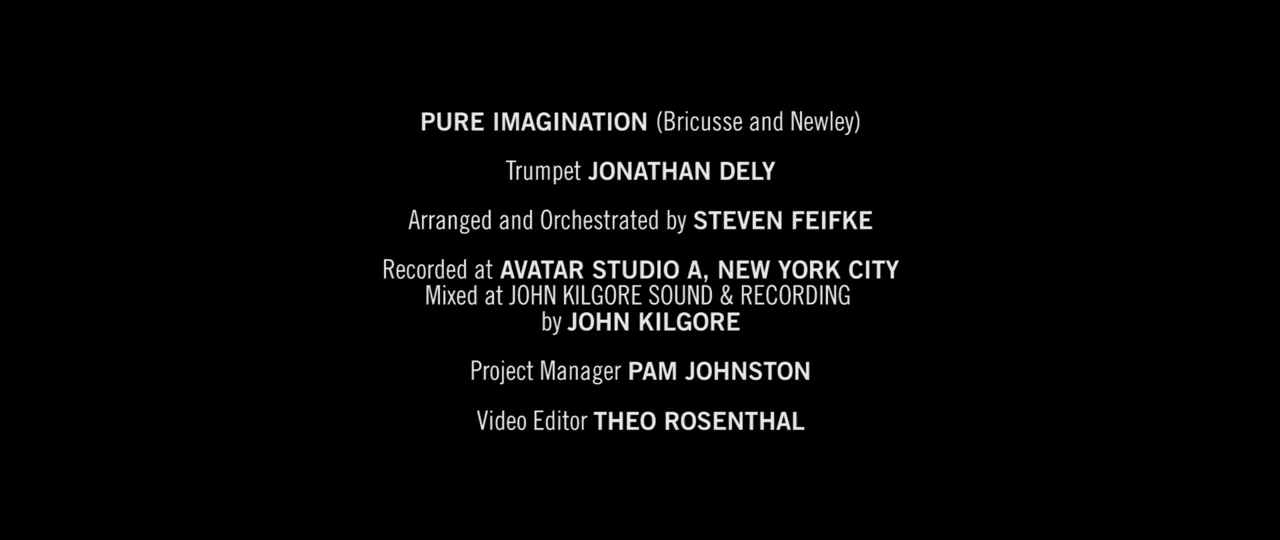 PURE IMAGINATION (Bricusse and Newley)
Trumpet JONATHAN DELY
Arranged and Orchestrated by STEVEN FEIFKE
Recorded at AVATAR STUDIO A, NEW YORK CITY
Mixed at JOHN KILGORE SOUND & RECORDING
by JOHN KILGORE
Project Manager PAM JOHNSTON
Video Editor THEO ROSENTHAL